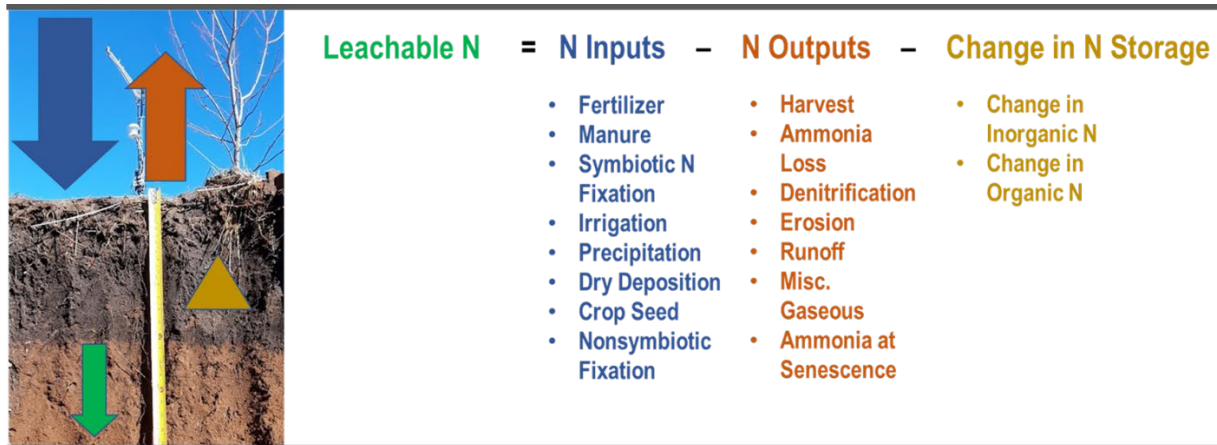 Leachable N = N Inputs – N Outputs – Change in N Storage
• Fertilizer
• Manure
• Symbiotic N
Fixation
• Irrigation
• Precipitation
• Dry Deposition
• Crop Seed
• Nonsymbiotic
Fixation
• Harvest
• Ammonia
Loss
• Denitrification
• Erosion
• Runoff
• Misc.
Gaseous
• Ammonia at
Senescence
• Change in
Inorganic N
• Change in
Organic N